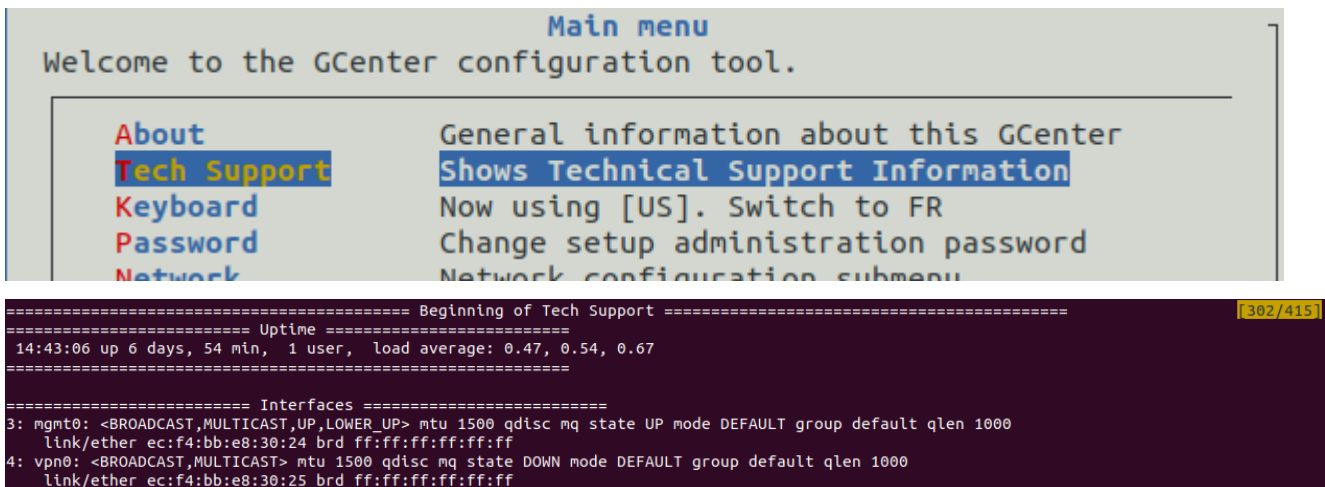 Main menu
Welcome to the GCenter configuration tool.
About General information about this GCenter
Tech Support Shows Technical Support Information
Keyboard Now using [US]. Switch to FR
Password Change setup administration password
Network Network configuration submenu
=========================================== Beginning of Tech Support =========================================== [302/415]
========================== Uptime ==========================
14:43:06 up 6 days, 54 min,  1 user,  load average: 0.47, 0.54, 0.67
============================================================
========================== Interfaces ==========================
3: mgmt0: <BROADCAST,MULTICAST,UP,LOWER_UP> mtu 1500 qdisc mq state UP mode DEFAULT group default qlen 1000
link/ether ec:f4:bb:e8:30:24 brd ff:ff:ff:ff:ff:ff
4: vpn0: <BROADCAST,MULTICAST> mtu 1500 qdisc mq state DOWN mode DEFAULT group default qlen 1000
link/ether ec:f4:bb:e8:30:25 brd ff:ff:ff:ff:ff:ff